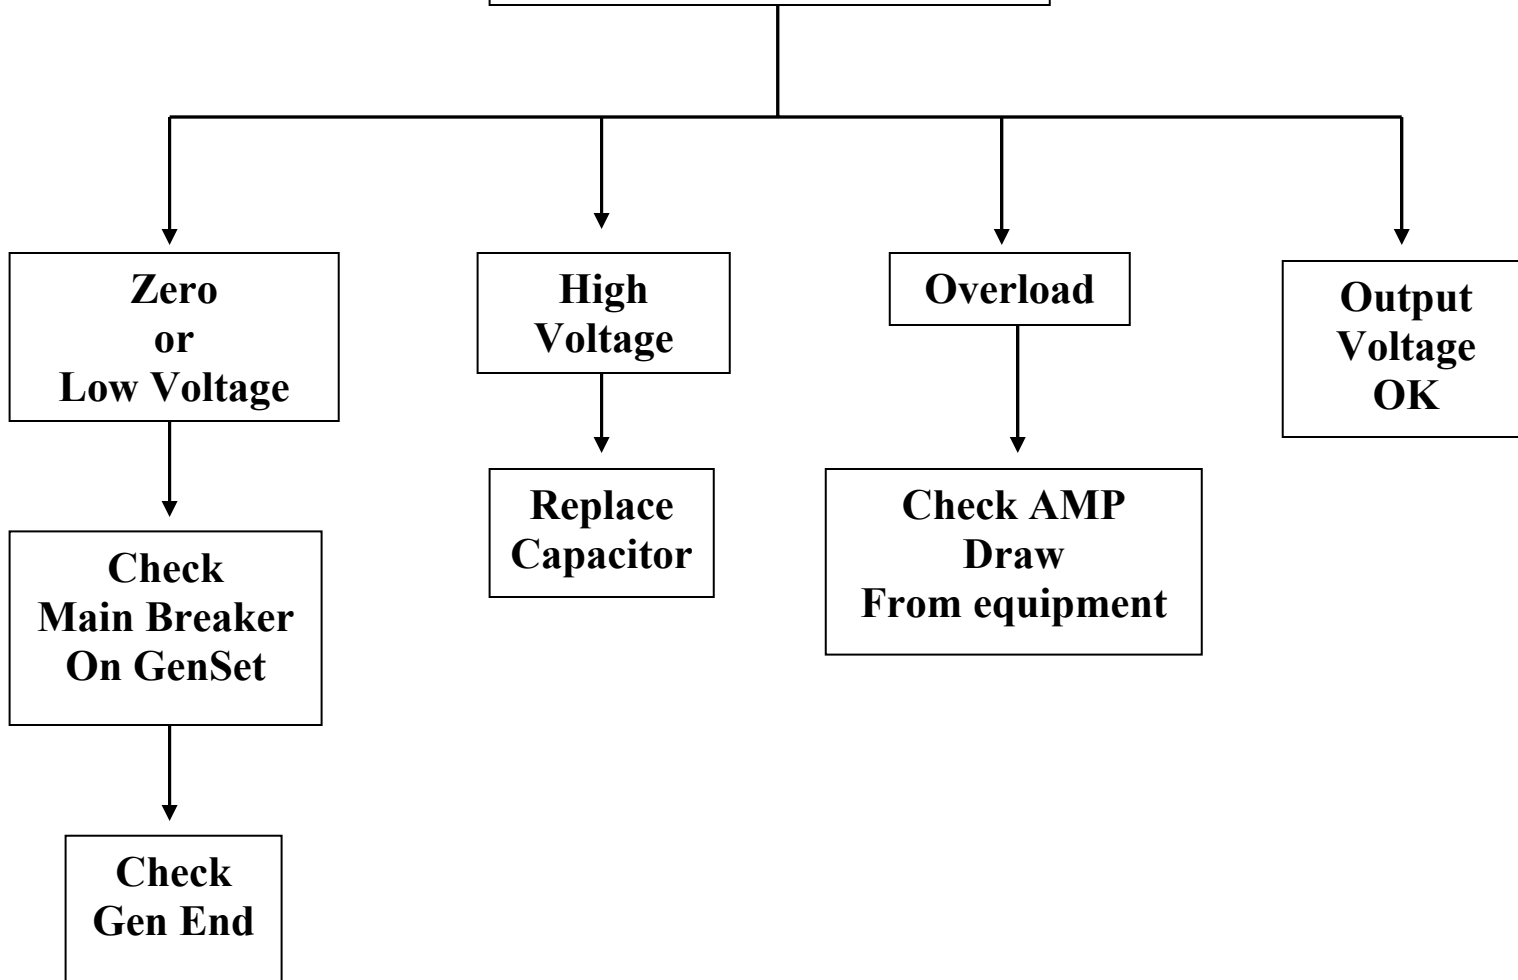 Zero
or
Low Voltage
High
Voltage
Overload
Output
Voltage
OK
Check
Main Breaker
On GenSet
Replace
Capacitor
Check AMP
Draw
From equipment
Check
Gen End